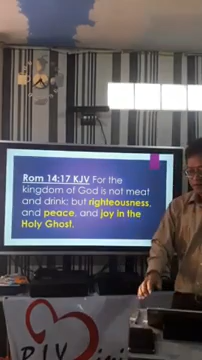 Rom 14:17 KJV For the
kingdom of God is not meat
and drink; but righteousness,
and peace, and joy in the
Holy Ghost.